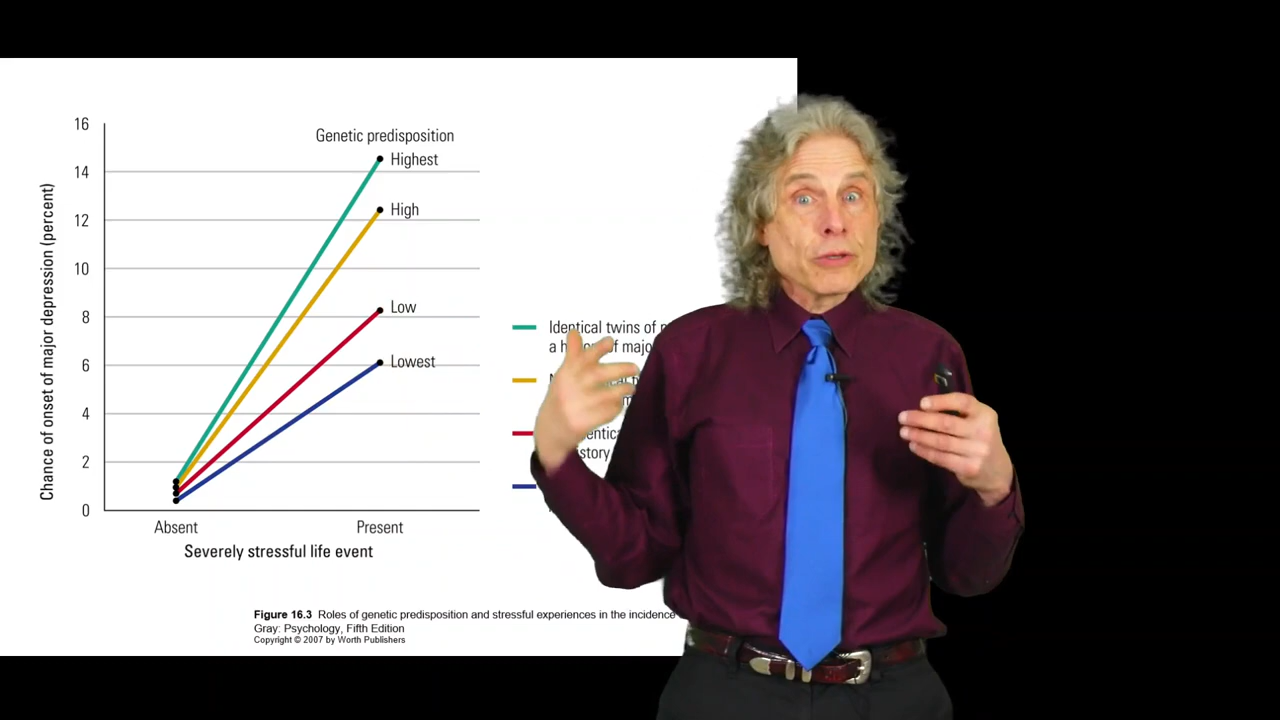 16
Genetic predisposition
Highest
14
High
12
10
8
Low
6
Lowest
4
2
0
Chance of onset of major depression (percent)
Absent
Present
Severely stressful life event
Identical twins of
a
of
Figure 16.3 Roles of genetic predisposition and stressful experiences in the incidence
Gray: Psychology, Fifth Edition
Copyright © 2007 by Worth Publishers